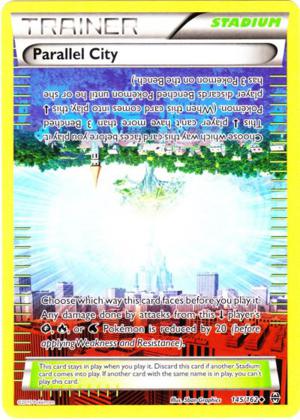 TRAINER
STADIUM
Parallel City
Choose which way this card faces before you play it.
This ↓ player can't have more than 3 Benched
Pokémon. (When this card comes into play, this ↓
player discards Benched Pokémon until he or she
has 3 Pokémon on the Bench.)
Choose which way this card faces before you play it.
Any damage done by attacks from this ↓ player's
Pokémon is reduced by 20 (before
applying Weakness and Resistance).
This card stays in play when you play it. Discard this card if another Stadium
card comes into play. If another card with the same name is in play, you can't
play this card.
Illus. 5ban Graphics
145/162